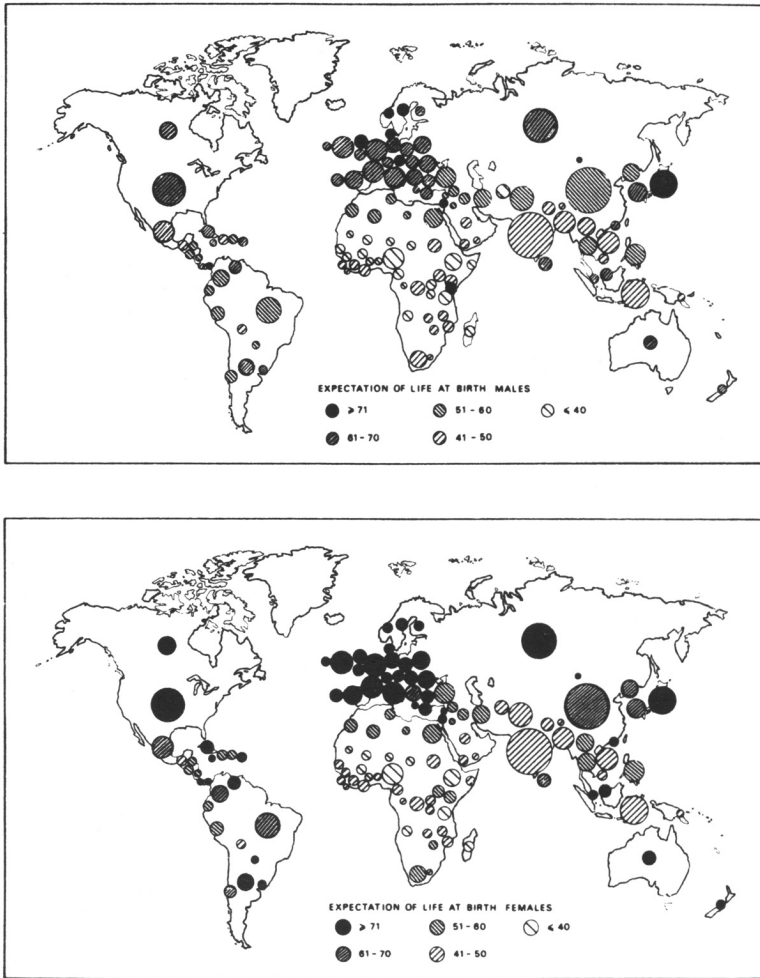 EXPECTATION OF LIFE AT BIRTH MALES
⩾ 71 51 - 60 ⩽ 40
61 - 70 41 - 50
EXPECTATION OF LIFE AT BIRTH FEMALES
⩾ 71 51 - 60 ⩽ 40
61 - 70 41 - 50